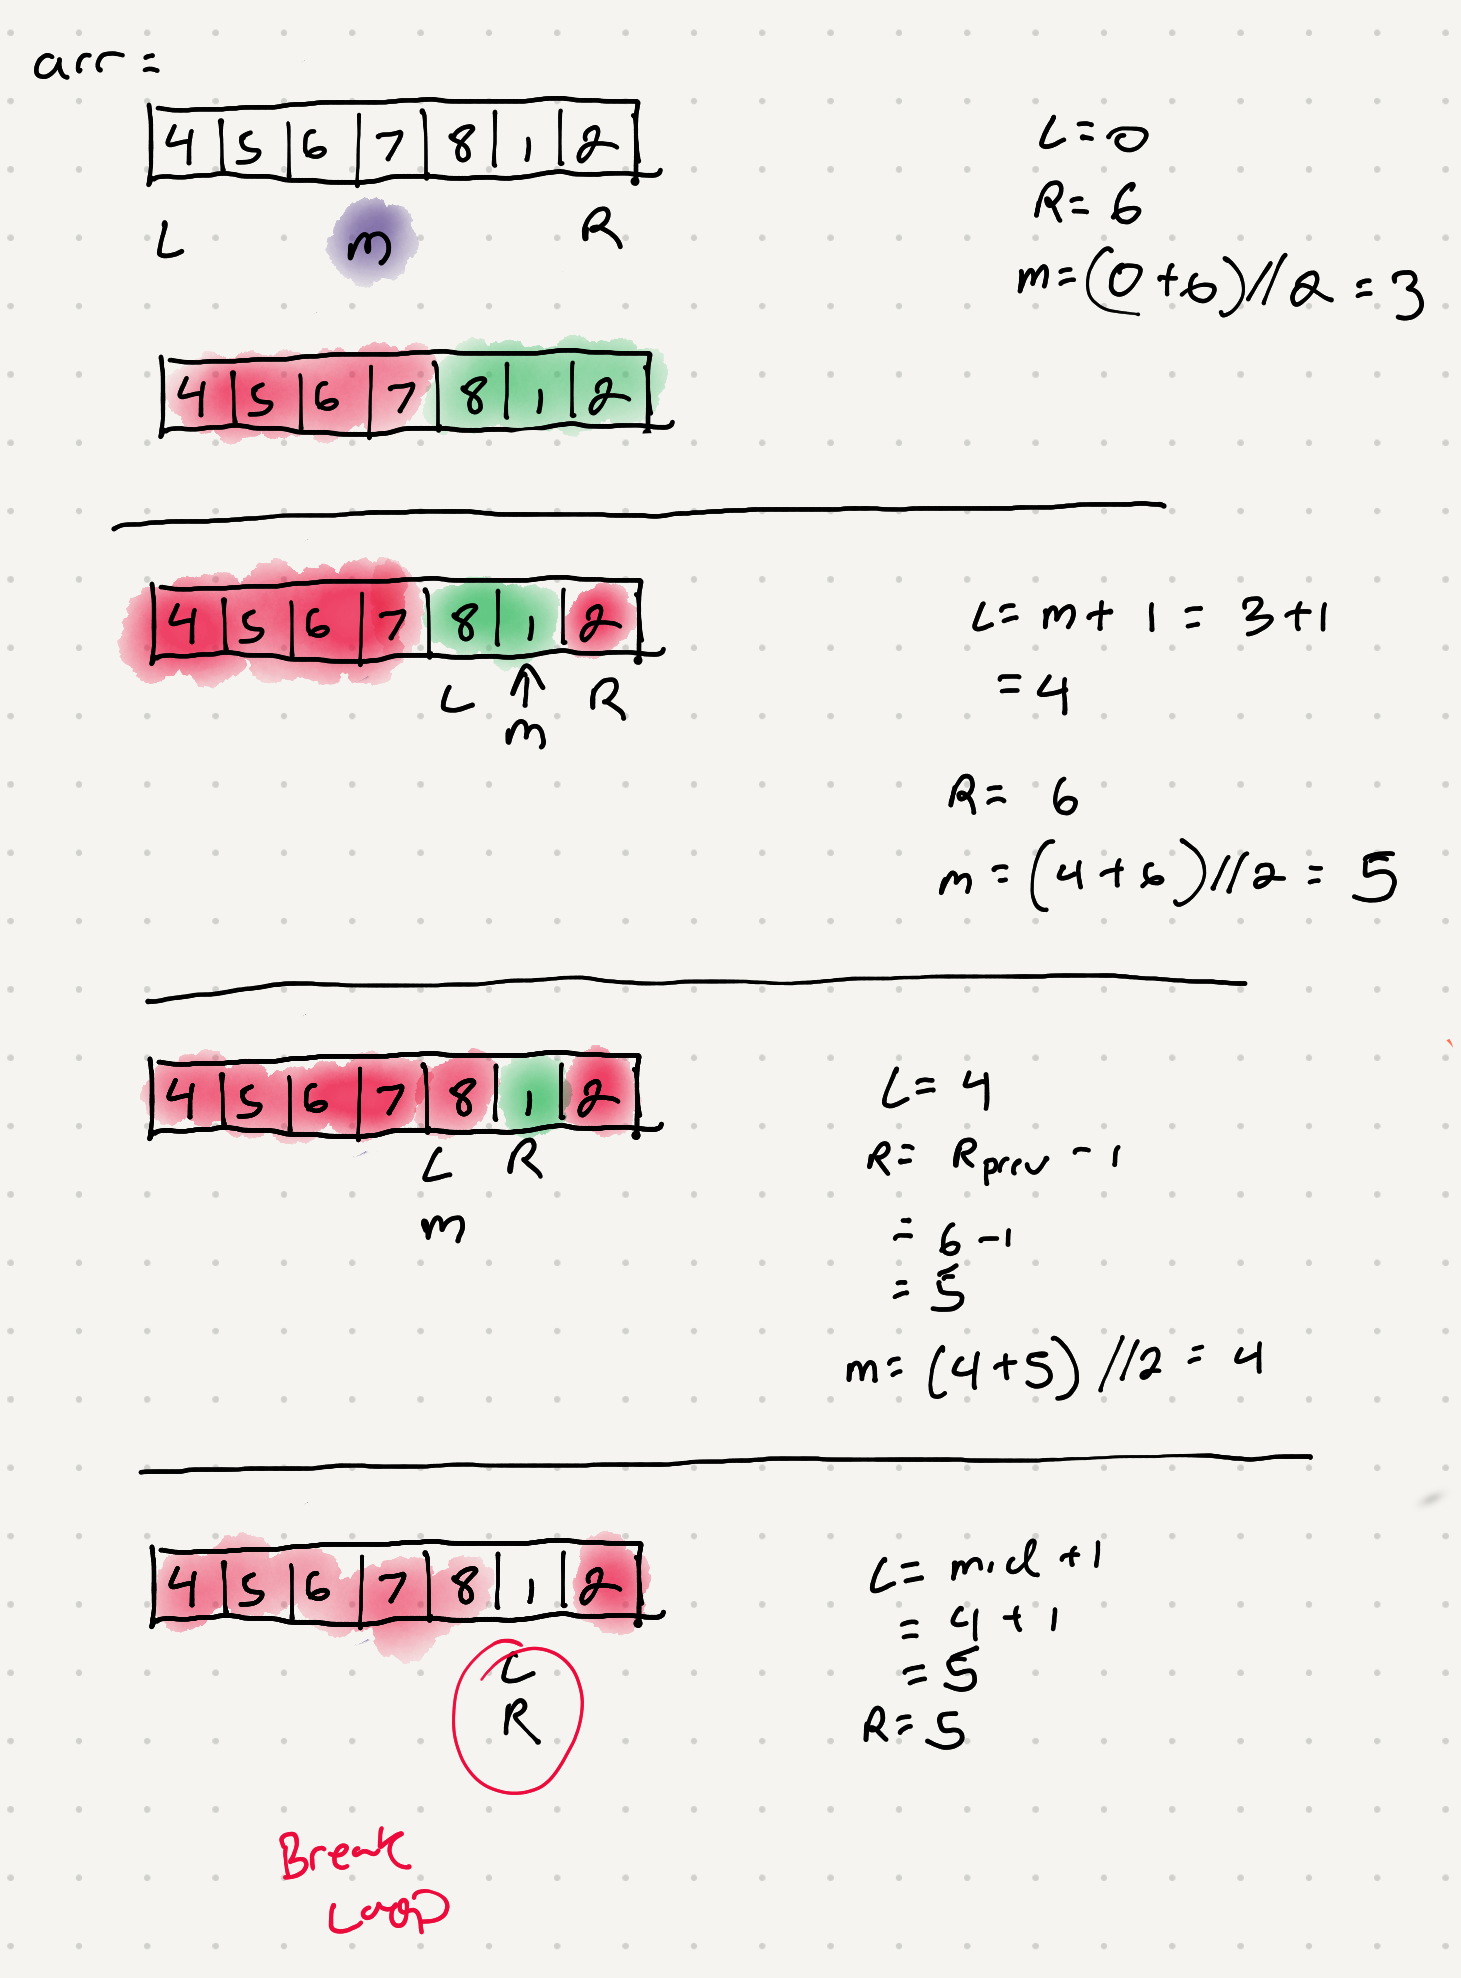 arr =
4 5 6 7 8 1 2
L m R
L = 0
R = 6
m = (0 + 6) // 2 = 3
4 5 6 7 8 1 2
4 5 6 7 8 1 2
L ↑ R
m
L = m + 1 = 3 + 1
= 4
R = 6
m = (4 + 6) // 2 = 5
4 5 6 7 8 1 2
L R
m
L = 4
R = Rprev - 1
= 6 - 1
= 5
m = (4 + 5) // 2 = 4
4 5 6 7 8 1 2
L
R
L = mid + 1
= 4 + 1
= 5
R = 5
Break
Loop